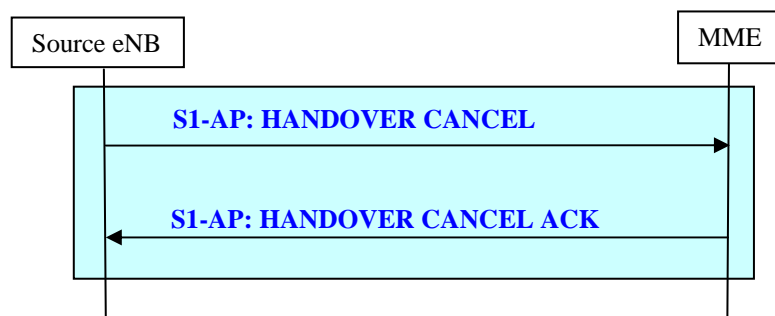 Source eNB
MME
S1-AP: HANDOVER CANCEL
S1-AP: HANDOVER CANCEL ACK